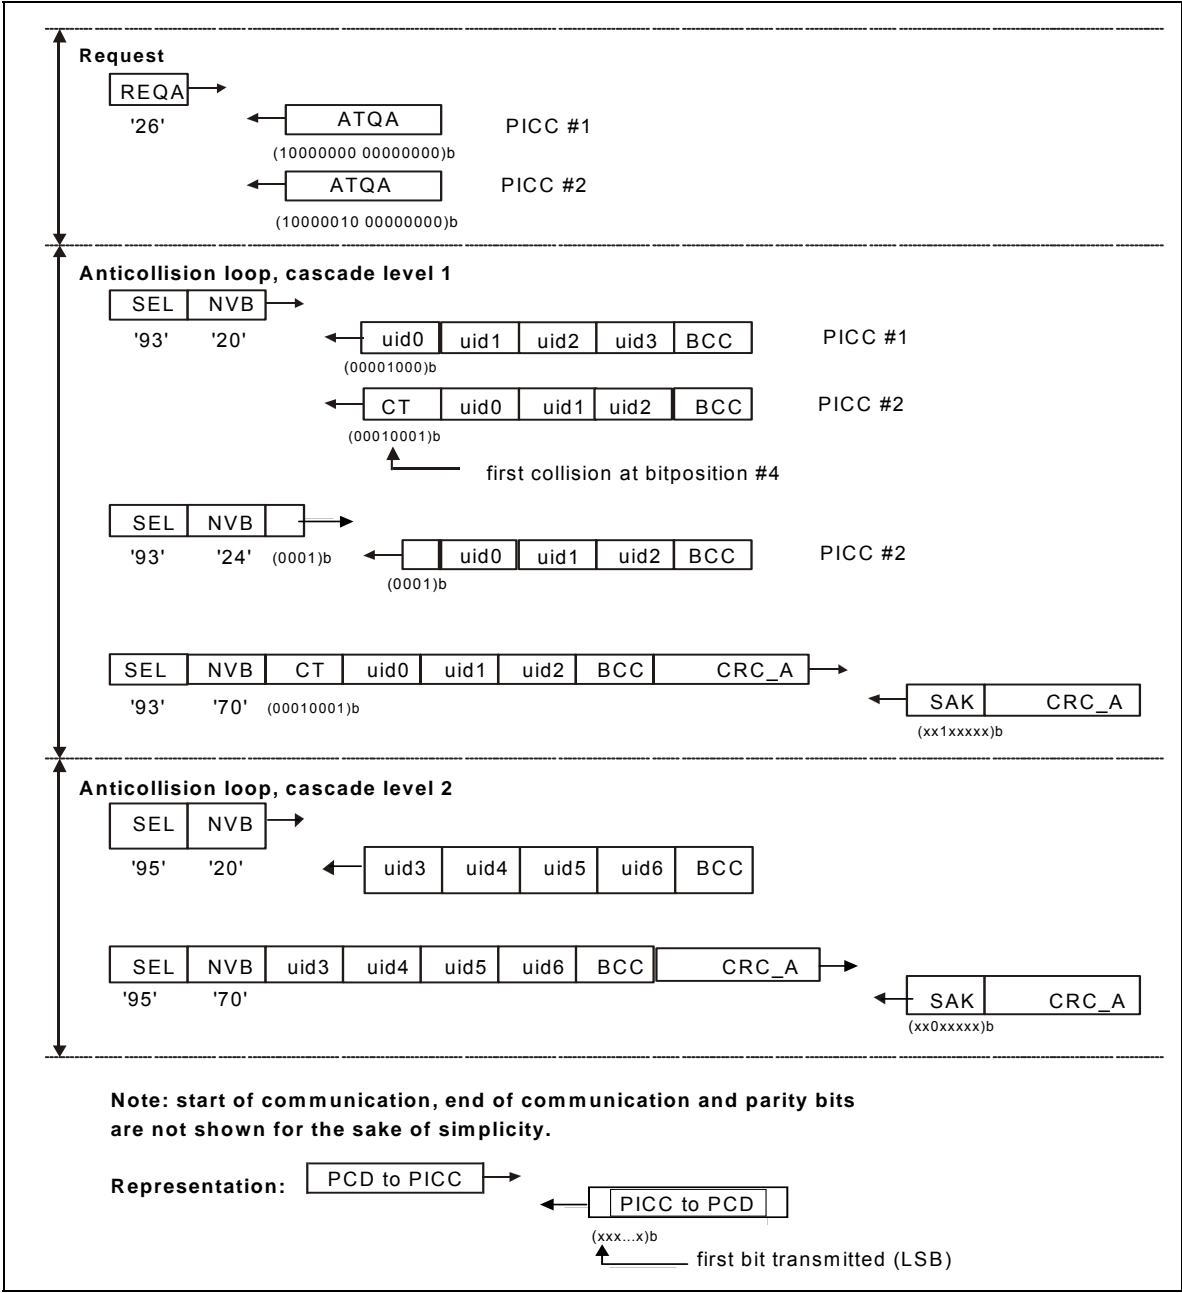 Request
REQA
'26'
ATQA PICC #1
(10000000 00000000)b
ATQA PICC #2
(10000010 00000000)b
Anticollision loop, cascade level 1
SEL NVB
'93' '20'
uid0 uid1 uid2 uid3 BCC PICC #1
(00001000)b
CT uid0 uid1 uid2 BCC PICC #2
(00010001)b
first collision at bitposition #4
SEL NVB
'93' '24' (0001)b
uid0 uid1 uid2 BCC PICC #2
(0001)b
SEL NVB CT uid0 uid1 uid2 BCC CRC_A
'93' '70' (00010001)b
SAK CRC_A
(xx1xxxxx)b
Anticollision loop, cascade level 2
SEL NVB
'95' '20'
uid3 uid4 uid5 uid6 BCC
SEL NVB uid3 uid4 uid5 uid6 BCC CRC_A
'95' '70'
SAK CRC_A
(xx0xxxxx)b
Note: start of communication, end of communication and parity bits
are not shown for the sake of simplicity.
Representation: PCD to PICC
PICC to PCD
(xxx...x)b
first bit transmitted (LSB)